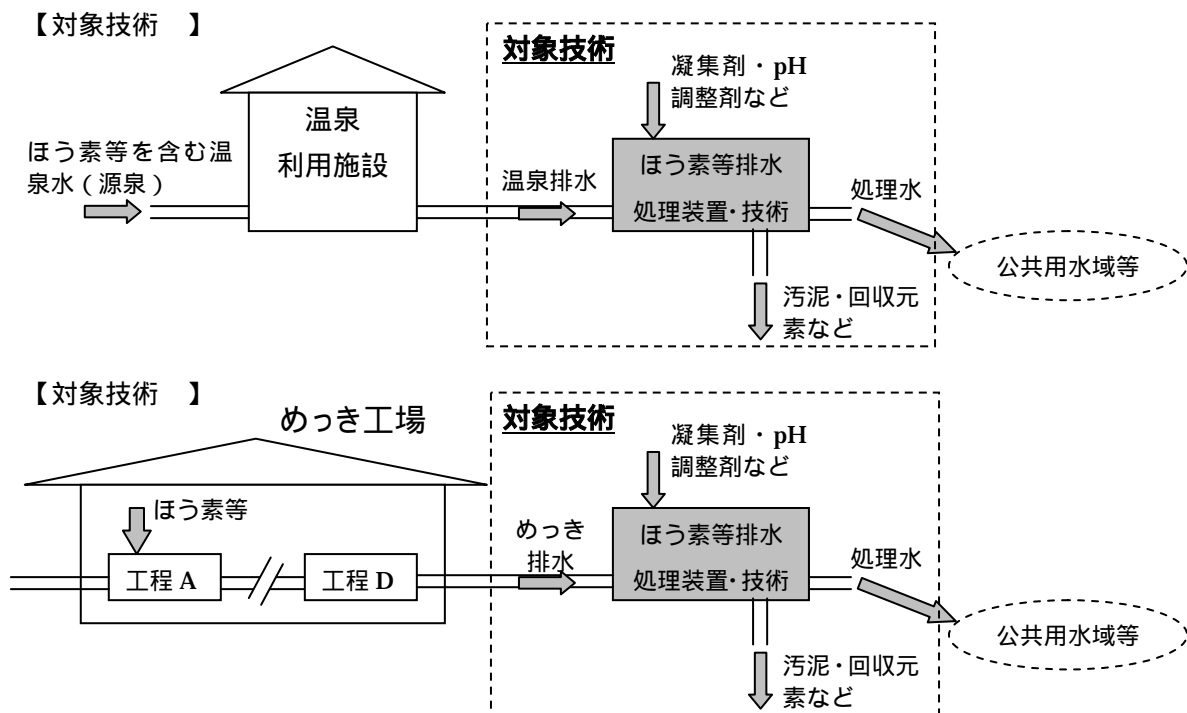 【対象技術　】
対象技術
凝集剤・pH
調整剤など
温泉
利用施設
ほう素等を含む温
泉水（源泉）
温泉排水
ほう素等排水
処理装置・技術
処理水
公共用水域等
汚泥・回収元
素など
【対象技術　】
めっき工場
対象技術
凝集剤・pH
調整剤など
ほう素等
工程 A
工程 D
めっき
排水
ほう素等排水
処理装置・技術
処理水
公共用水域等
汚泥・回収元
素など